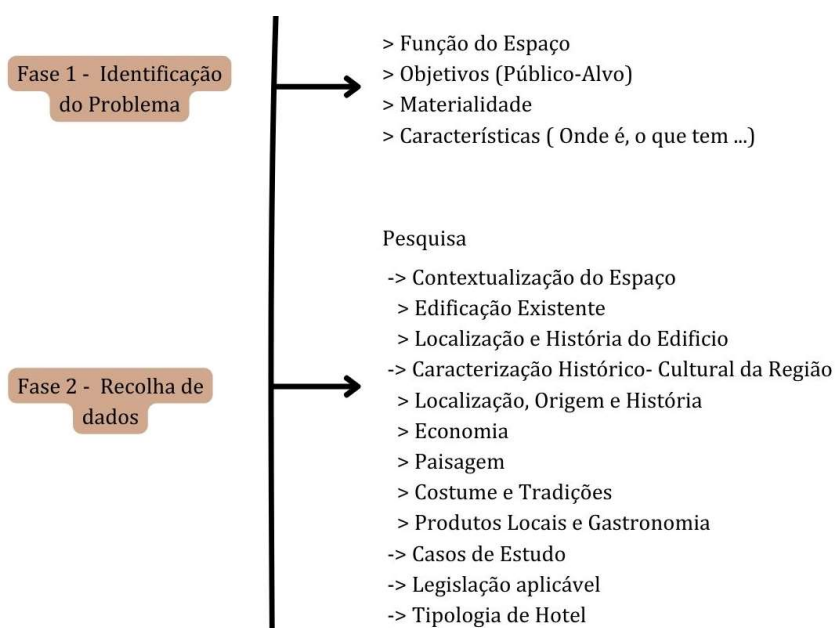 Fase 1 -  Identificação
do Problema
> Função do Espaço
> Objetivos (Público-Alvo)
> Materialidade
> Características ( Onde é, o que tem ...)
Fase 2 -  Recolha de
dados
Pesquisa
-> Contextualização do Espaço
> Edificação Existente
> Localização e História do Edificio
-> Caracterização Histórico- Cultural da Região
> Localização, Origem e História
> Economia
> Paisagem
> Costume e Tradições
> Produtos Locais e Gastronomia
-> Casos de Estudo
-> Legislação aplicável
-> Tipologia de Hotel